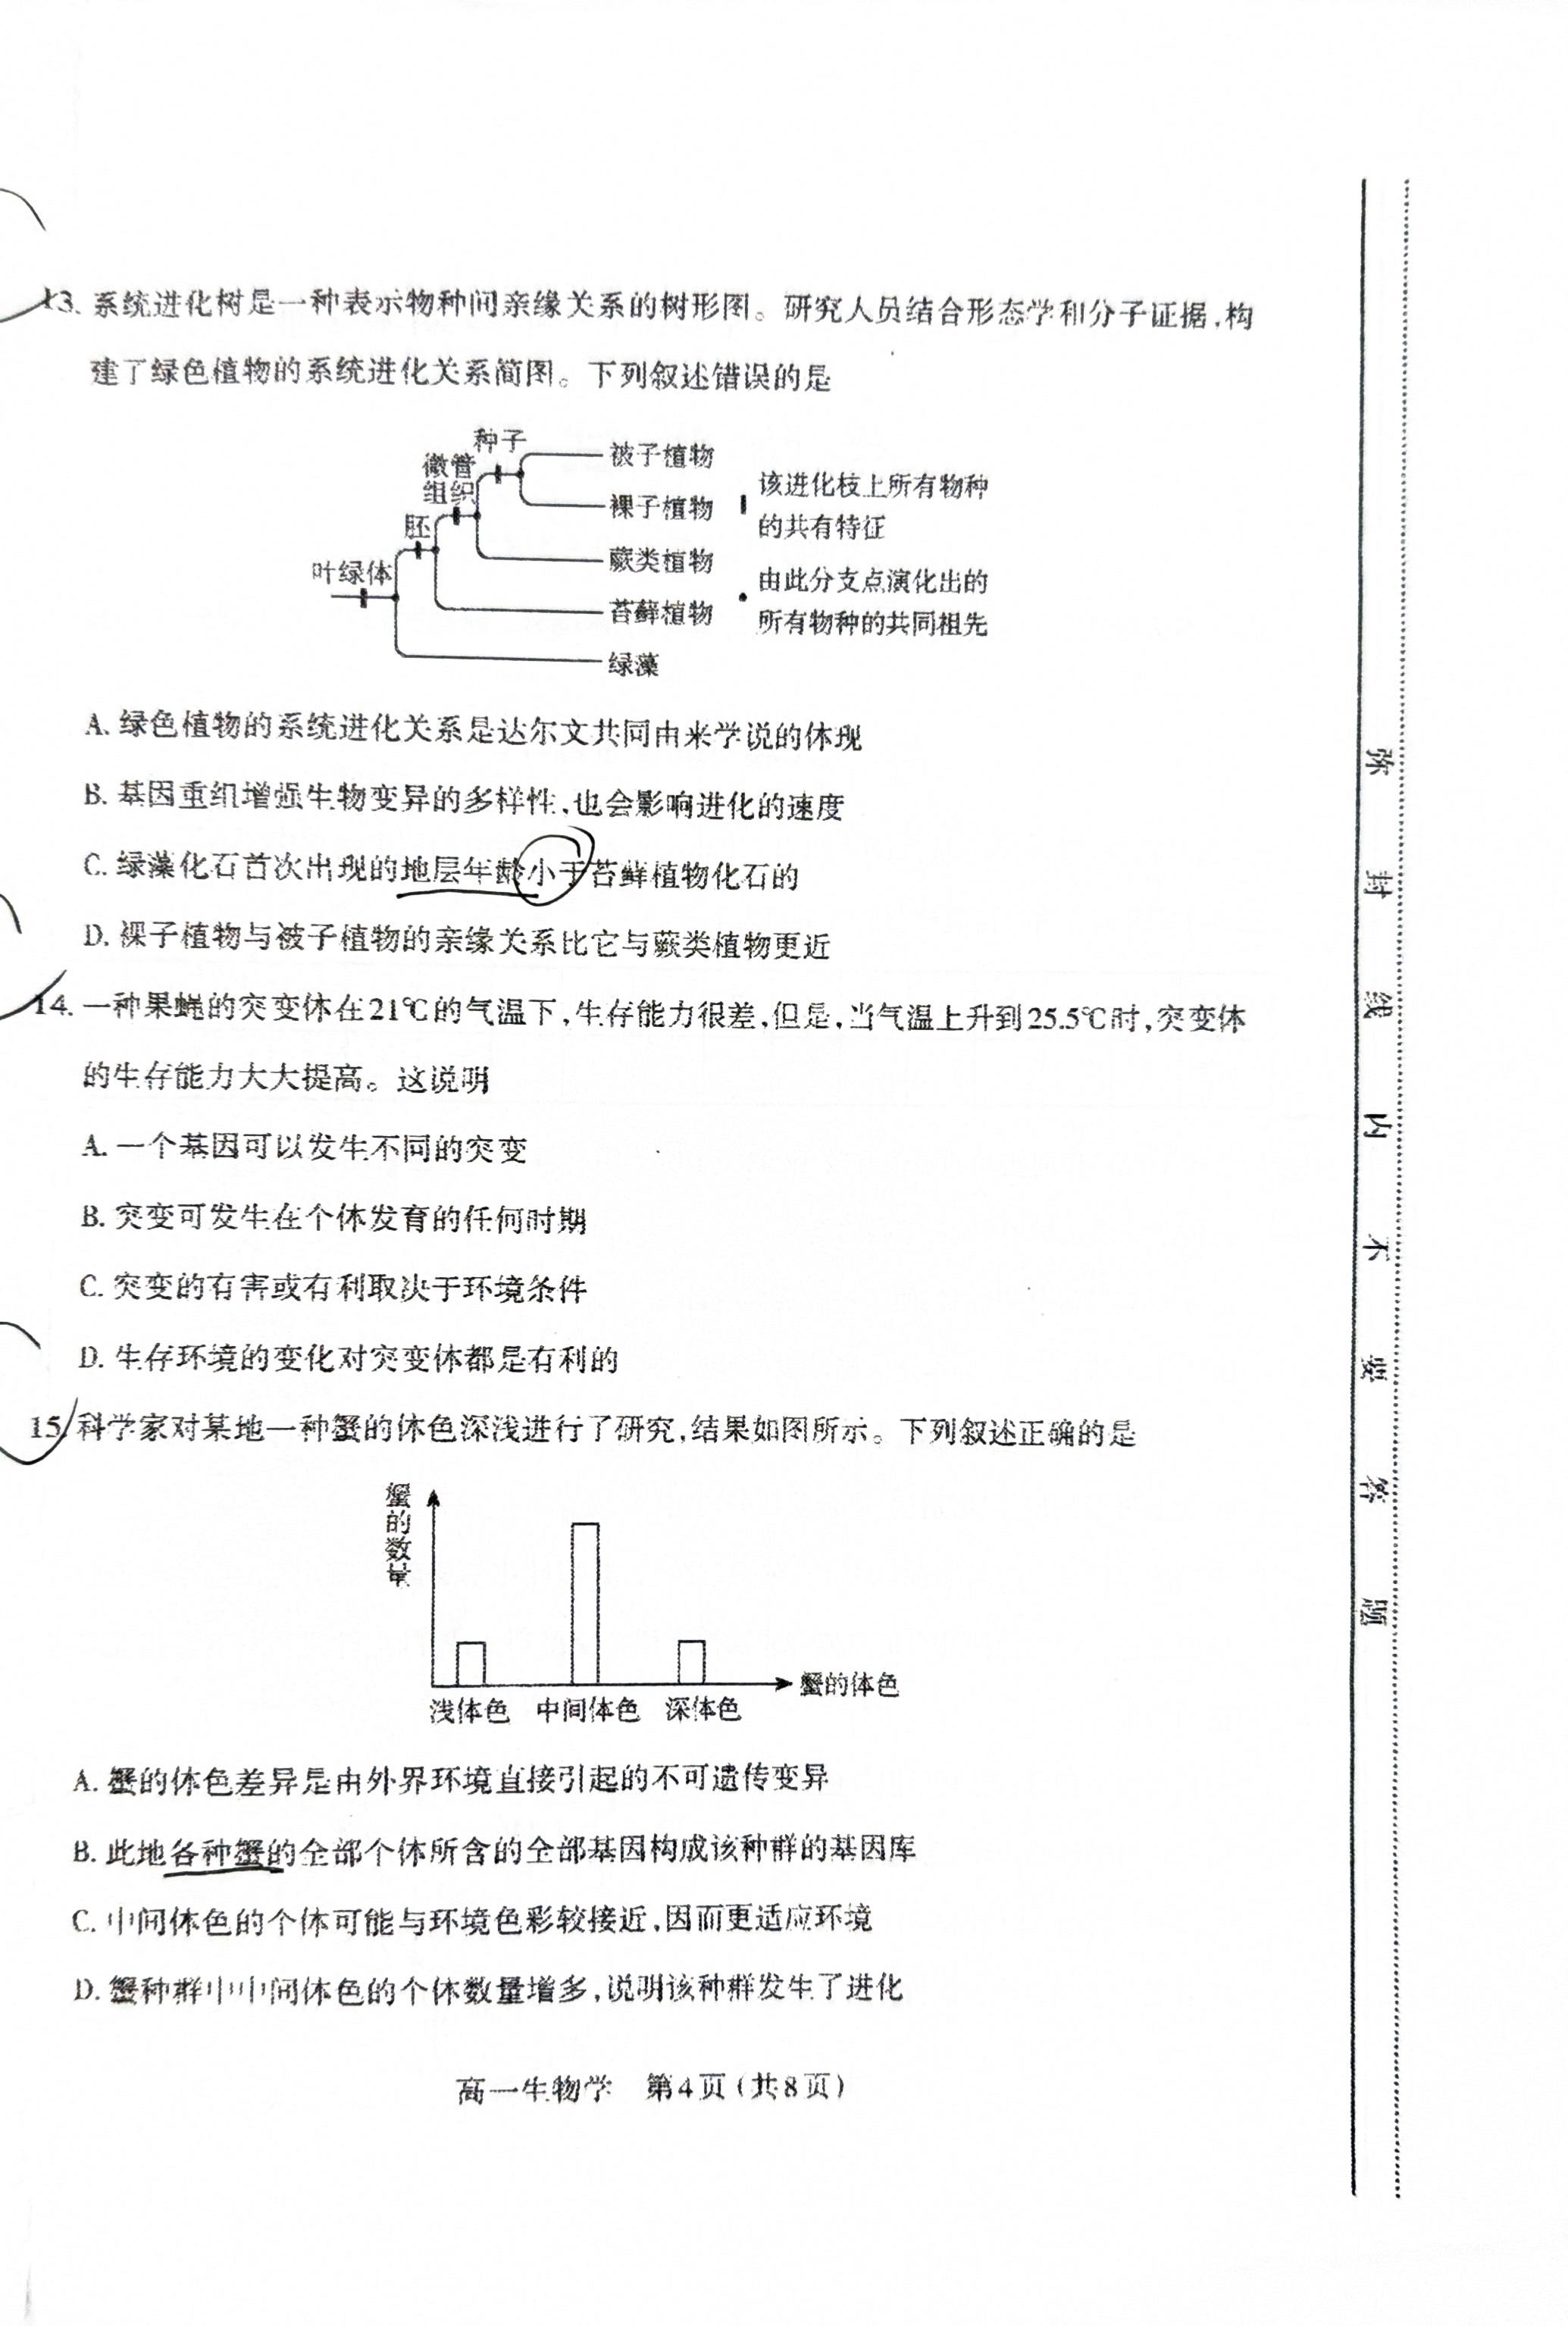 13. 系统进化树是一种表示物种间亲缘关系的树形图。研究人员结合形态学和分子证据,构
建了绿色植物的系统进化关系简图。下列叙述错误的是
种子
维管
组织
胚
叶绿体
被子植物
裸子植物
蕨类植物
苔藓植物
绿藻
该进化枝上所有物种
的共有特征
由此分支点演化出的
所有物种的共同祖先
A. 绿色植物的系统进化关系是达尔文共同由来学说的体现
B. 基因重组增强生物变异的多样性,也会影响进化的速度
C. 绿藻化石首次出现的地层年龄小于苔藓植物化石的
D. 裸子植物与被子植物的亲缘关系比它与蕨类植物更近
14. 一种果蝇的突变体在21℃的气温下,生存能力很差,但是,当气温上升到25.5℃时,突变体
的生存能力大大提高。这说明
A. 一个基因可以发生不同的突变
B. 突变可发生在个体发育的任何时期
C. 突变的有害或有利取决于环境条件
D. 生存环境的变化对突变体都是有利的
15. 科学家对某地一种蟹的体色深浅进行了研究,结果如图所示。下列叙述正确的是
蟹的数量
浅体色 中间体色 深体色
蟹的体色
A. 蟹的体色差异是由外界环境直接引起的不可遗传变异
B. 此地各种蟹的全部个体所含的全部基因构成该种群的基因库
C. 中间体色的个体可能与环境色彩较接近,因而更适应环境
D. 蟹种群中中间体色的个体数量增多,说明该种群发生了进化
高一生物学 第4页(共8页)
弥封线内不要答题